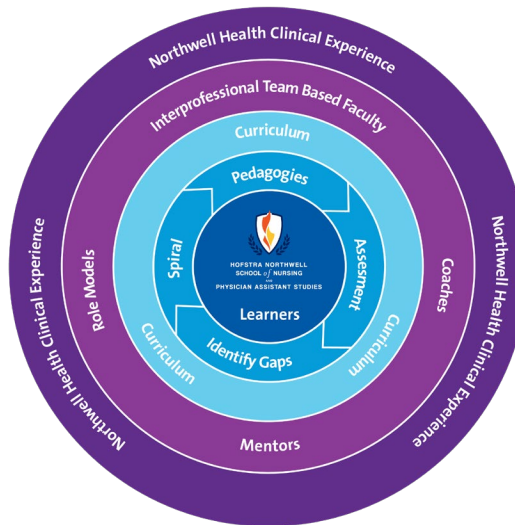 Northwell Health Clinical Experience
Interprofessional Team Based Faculty
Curriculum
Pedagogies
HOFSTRA NORTHWELL
SCHOOL of NURSING
AND
PHYSICIAN ASSISTANT STUDIES
Learners
Spiral
Assesment
Identify Gaps
Curriculum
Curriculum
Role Models
Coaches
Mentors
Northwell Health Clinical Experience
Northwell Health Clinical Experience